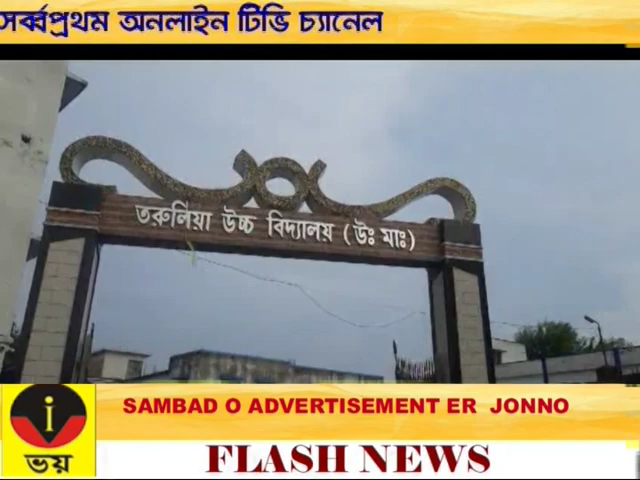 সর্ব্বপ্রথম অনলাইন টিভি চ্যানেল
তরুলিয়া উচ্চ বিদ্যালয় (উঃ মাঃ)
i
ভয়
SAMBAD O ADVERTISEMENT ER JONNO
FLASH NEWS